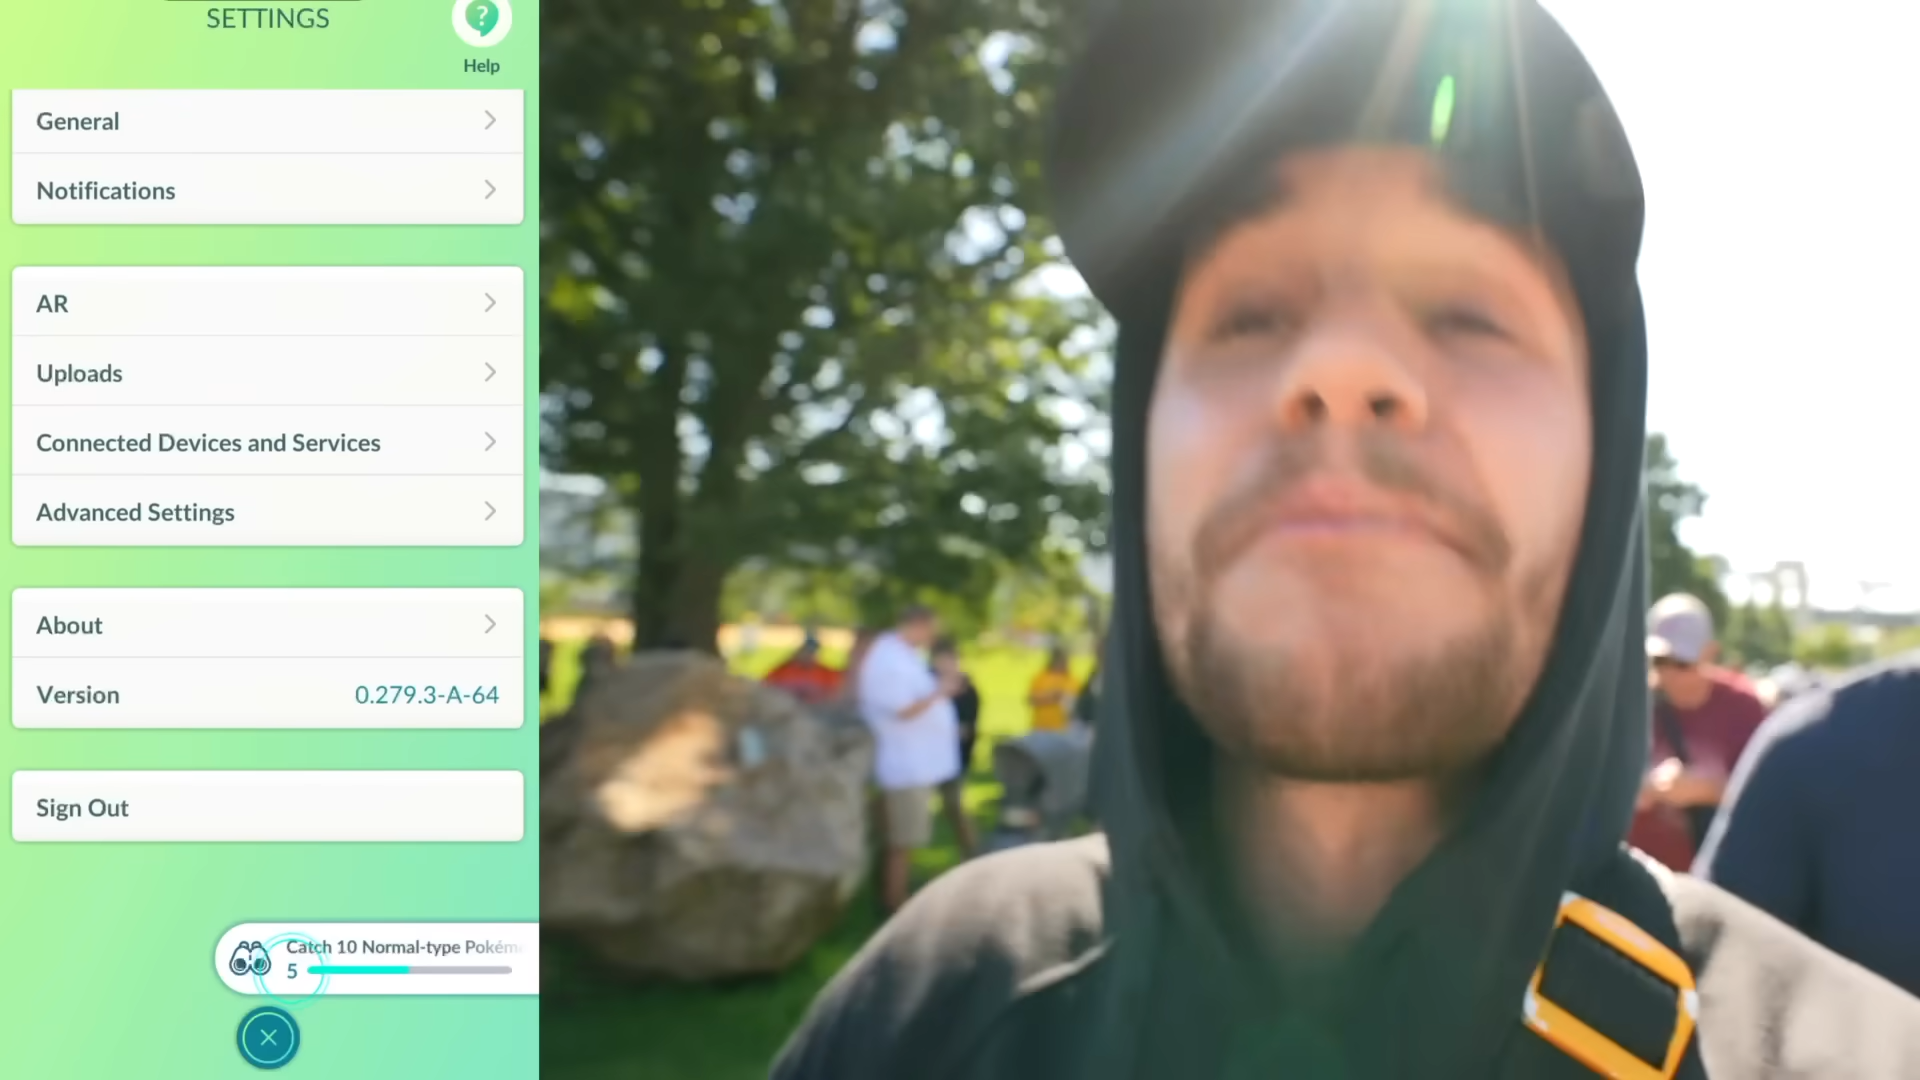 SETTINGS
?
Help
General
Notifications
AR
Uploads
Connected Devices and Services
Advanced Settings
About
Version 0.279.3-A-64
Sign Out
Catch 10 Normal-type Pokém
5